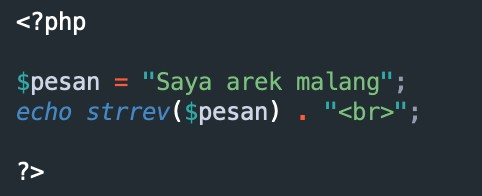 <?php
$pesan = "Saya arek malang";
echo strrev($pesan) . "<br>";
?>